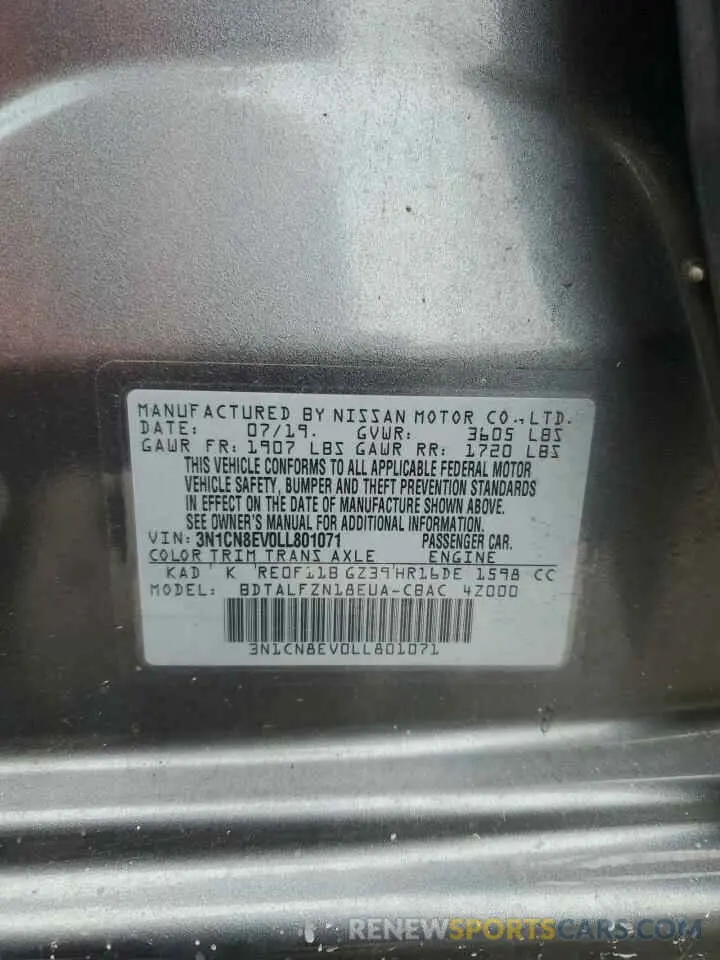 MANUFACTURED BY NISSAN MOTOR CO.,LTD.
DATE: 07/19. GVWR: 3605 LBS
GAWR FR: 1907 LBS GAWR RR: 1720 LBS
THIS VEHICLE CONFORMS TO ALL APPLICABLE FEDERAL MOTOR
VEHICLE SAFETY, BUMPER AND THEFT PREVENTION STANDARDS
IN EFFECT ON THE DATE OF MANUFACTURE SHOWN ABOVE.
SEE OWNER'S MANUAL FOR ADDITIONAL INFORMATION.
VIN: 3N1CN8EV0LL801071 PASSENGER CAR.
COLOR TRIM TRANS AXLE ENGINE
KAD K RE0F11B GZ39 HR16DE 1598 CC
MODEL: BDTALFZN18EUA-CBAC 4Z000
3N1CN8EV0LL801071
RENEWSPORTSCARS.COM